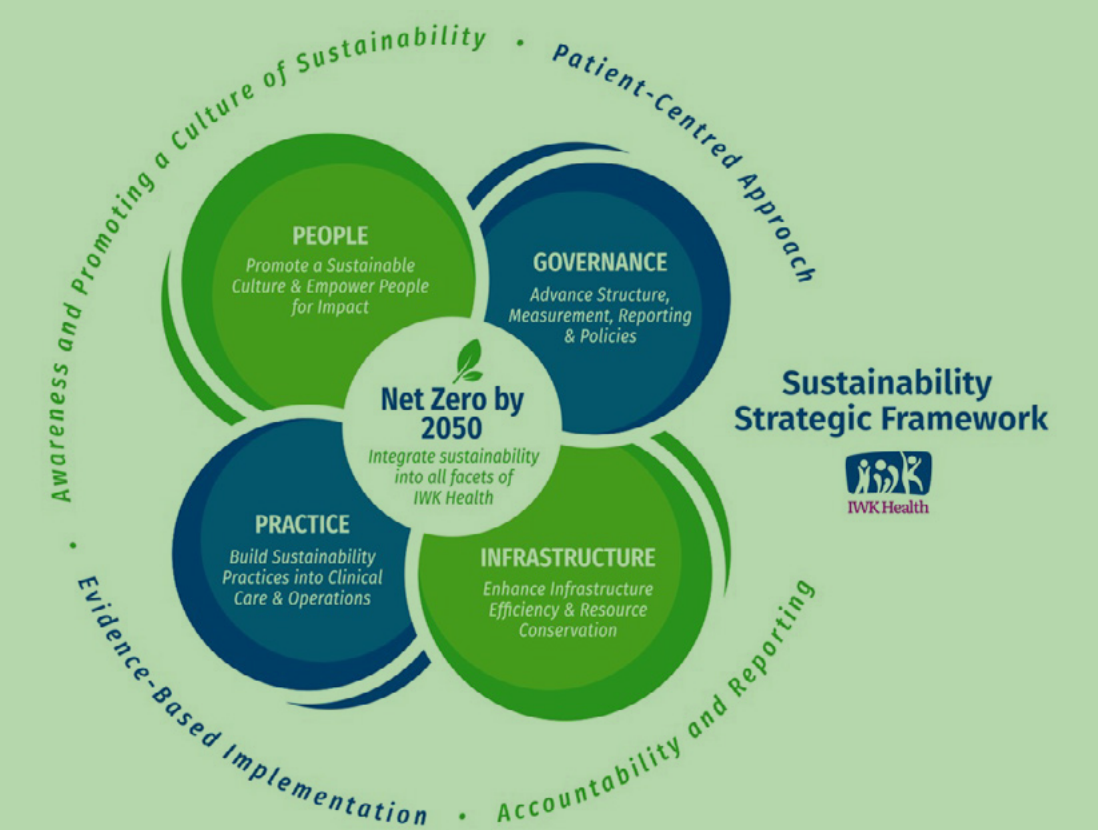 Awareness and Promoting a Culture of Sustainability • Patient-Centred Approach
PEOPLE
Promote a Sustainable
Culture & Empower People
for Impact
GOVERNANCE
Advance Structure,
Measurement, Reporting
& Policies
Net Zero by
2050
Integrate sustainability
into all facets of
IWK Health
Sustainability
Strategic Framework
IWK
IWK Health
PRACTICE
Build Sustainability
Practices into Clinical
Care & Operations
INFRASTRUCTURE
Enhance Infrastructure
Efficiency & Resource
Conservation
• Evidence-Based Implementation • Accountability and Reporting